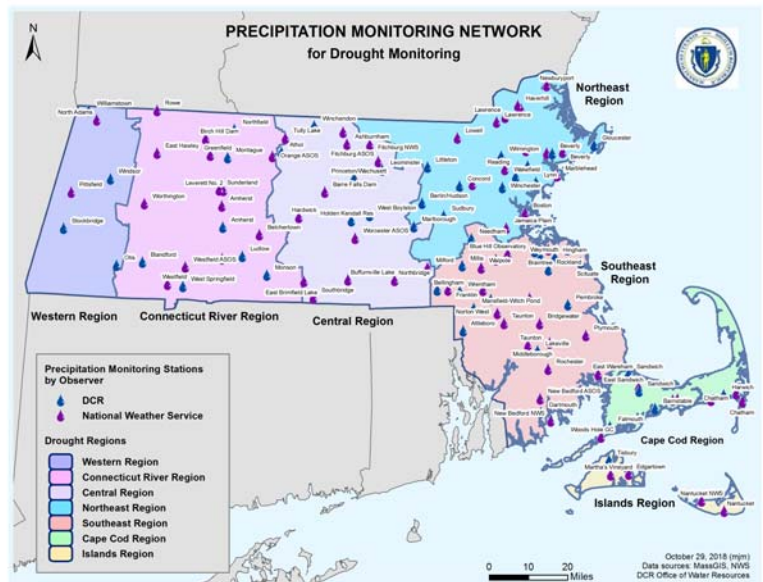 PRECIPITATION MONITORING NETWORK
for Drought Monitoring
N
Northeast
Region
Newburyport
Haverhill
Lawrence
Lawrence
Lowell
Gloucester
Wilmington
Beverly
Beverly
Reading
Marblehead
Wakefield
Lynn
Winchester
Littleton
Concord
Berlin/Hudson
Sudbury
Marlborough
Boston
Jamaica Plain
Needham
Williamstown
North Adams
Rowe
Windsor
Pittsfield
Stockbridge
Otis
Northfield
Birch Hill Dam
East Hawley
Greenfield
Montague
Orange ASOS
Athol
Leverett No. 2
Sunderland
Worthington
Amherst
Amherst
Belchertown
Ludlow
Blandford
Westfield ASOS
Westfield
West Springfield
Monson
East Brimfield Lake
Southbridge
Tully Lake
Winchendon
Ashburnham
Fitchburg NWS
Fitchburg ASOS
Leominster
Princeton/Wachusett
Barre Falls Dam
West Boylston
Hardwick
Holden Kendall Res
Worcester ASOS
Buffumville Lake
Northbridge
Blue Hill Observatory
Weymouth
Hingham
Milford
Millis
Walpole
Braintree
Rockland
Scituate
Southeast
Region
Bellingham
Wrentham
Franklin
Mansfield-Witch Pond
Pembroke
Norton West
Attleboro
Taunton
Bridgewater
Plymouth
Taunton
Lakeville
Middleborough
Rochester
East Wareham
Sandwich
East Sandwich
Sandwich
New Bedford ASOS
Dartmouth
New Bedford NWS
Barnstable
Harwich
Chatham
Chatham
Falmouth
Woods Hole GC
Cape Cod Region
Tisbury
Martha's Vineyard
Edgartown
Islands Region
Nantucket NWS
Nantucket
Western Region
Connecticut River Region
Central Region
Precipitation Monitoring Stations
by Observer
DCR
National Weather Service
Drought Regions
Western Region
Connecticut River Region
Central Region
Northeast Region
Southeast Region
Cape Cod Region
Islands Region
0 10 20
Miles
October 29, 2018 (mjm)
Data sources: MassGIS, NWS
DCR Office of Water Resources